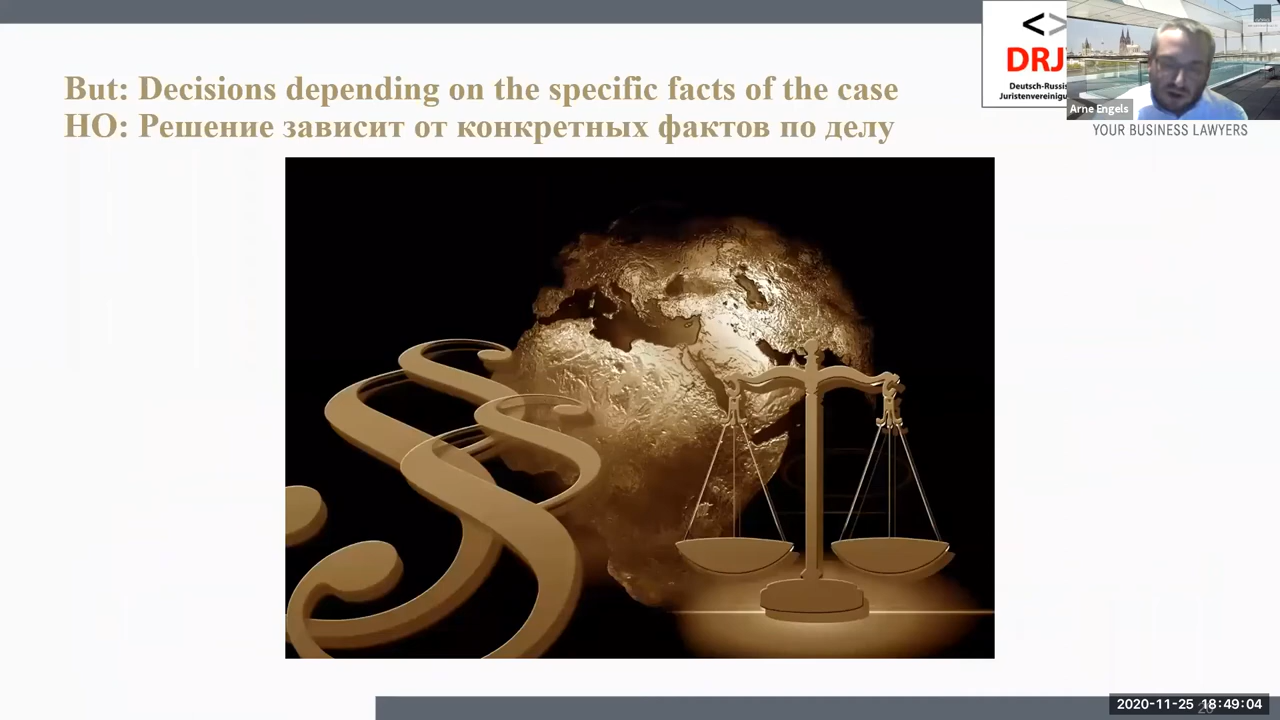 But: Decisions depending on the specific facts of the case
НО: Решение зависит от конкретных фактов по делу
<>
DRJ
Deutsch-Russis
Juristenvereinigu
Arne Engels
YOUR BUSINESS LAWYERS
2020-11-25 18:49:04